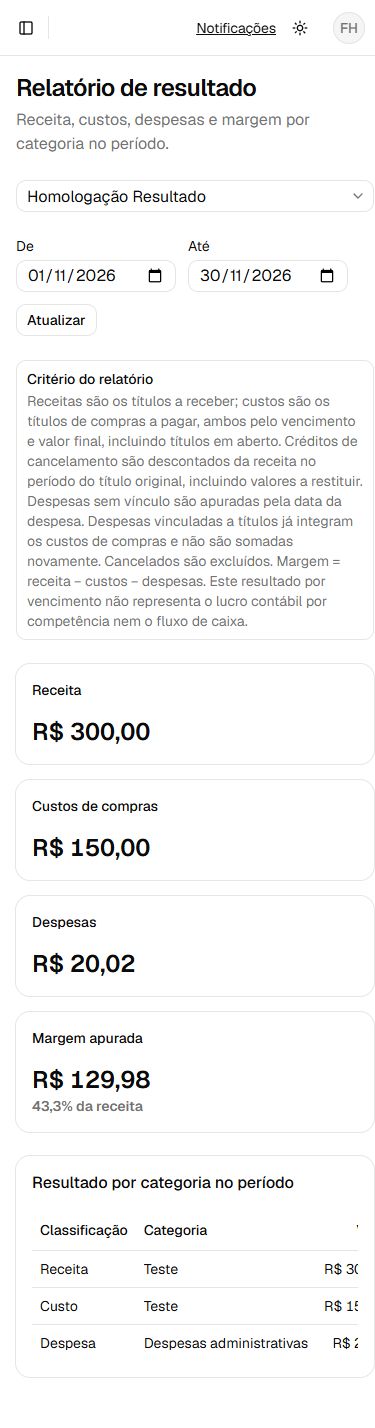 Notificações
FH
Relatório de resultado
Receita, custos, despesas e margem por
categoria no período.
Homologação Resultado
De Até
01/11/2026 30/11/2026
Atualizar
Critério do relatório
Receitas são os títulos a receber; custos são os
títulos de compras a pagar, ambos pelo vencimento
e valor final, incluindo títulos em aberto. Créditos de
cancelamento são descontados da receita no
período do título original, incluindo valores a restituir.
Despesas sem vínculo são apuradas pela data da
despesa. Despesas vinculadas a títulos já integram
os custos de compras e não são somadas
novamente. Cancelados são excluídos. Margem =
receita − custos − despesas. Este resultado por
vencimento não representa o lucro contábil por
competência nem o fluxo de caixa.
Receita
R$ 300,00
Custos de compras
R$ 150,00
Despesas
R$ 20,02
Margem apurada
R$ 129,98
43,3% da receita
Resultado por categoria no período
Classificação Categoria
Receita Teste R$ 30
Custo Teste R$ 15
Despesa Despesas administrativas R$ 2